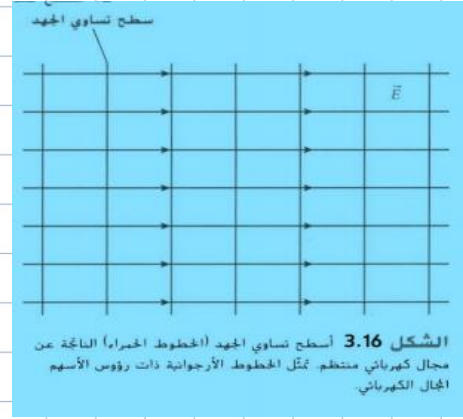 سطح تساوي الجهد
E
الشكل 3.16 أسطح تساوي الجهد (الخطوط الحمراء) الناتجة عن
مجال كهربائي منتظم. تمثّل الخطوط الأرجوانية ذات رؤوس الأسهم
المجال الكهربائي.